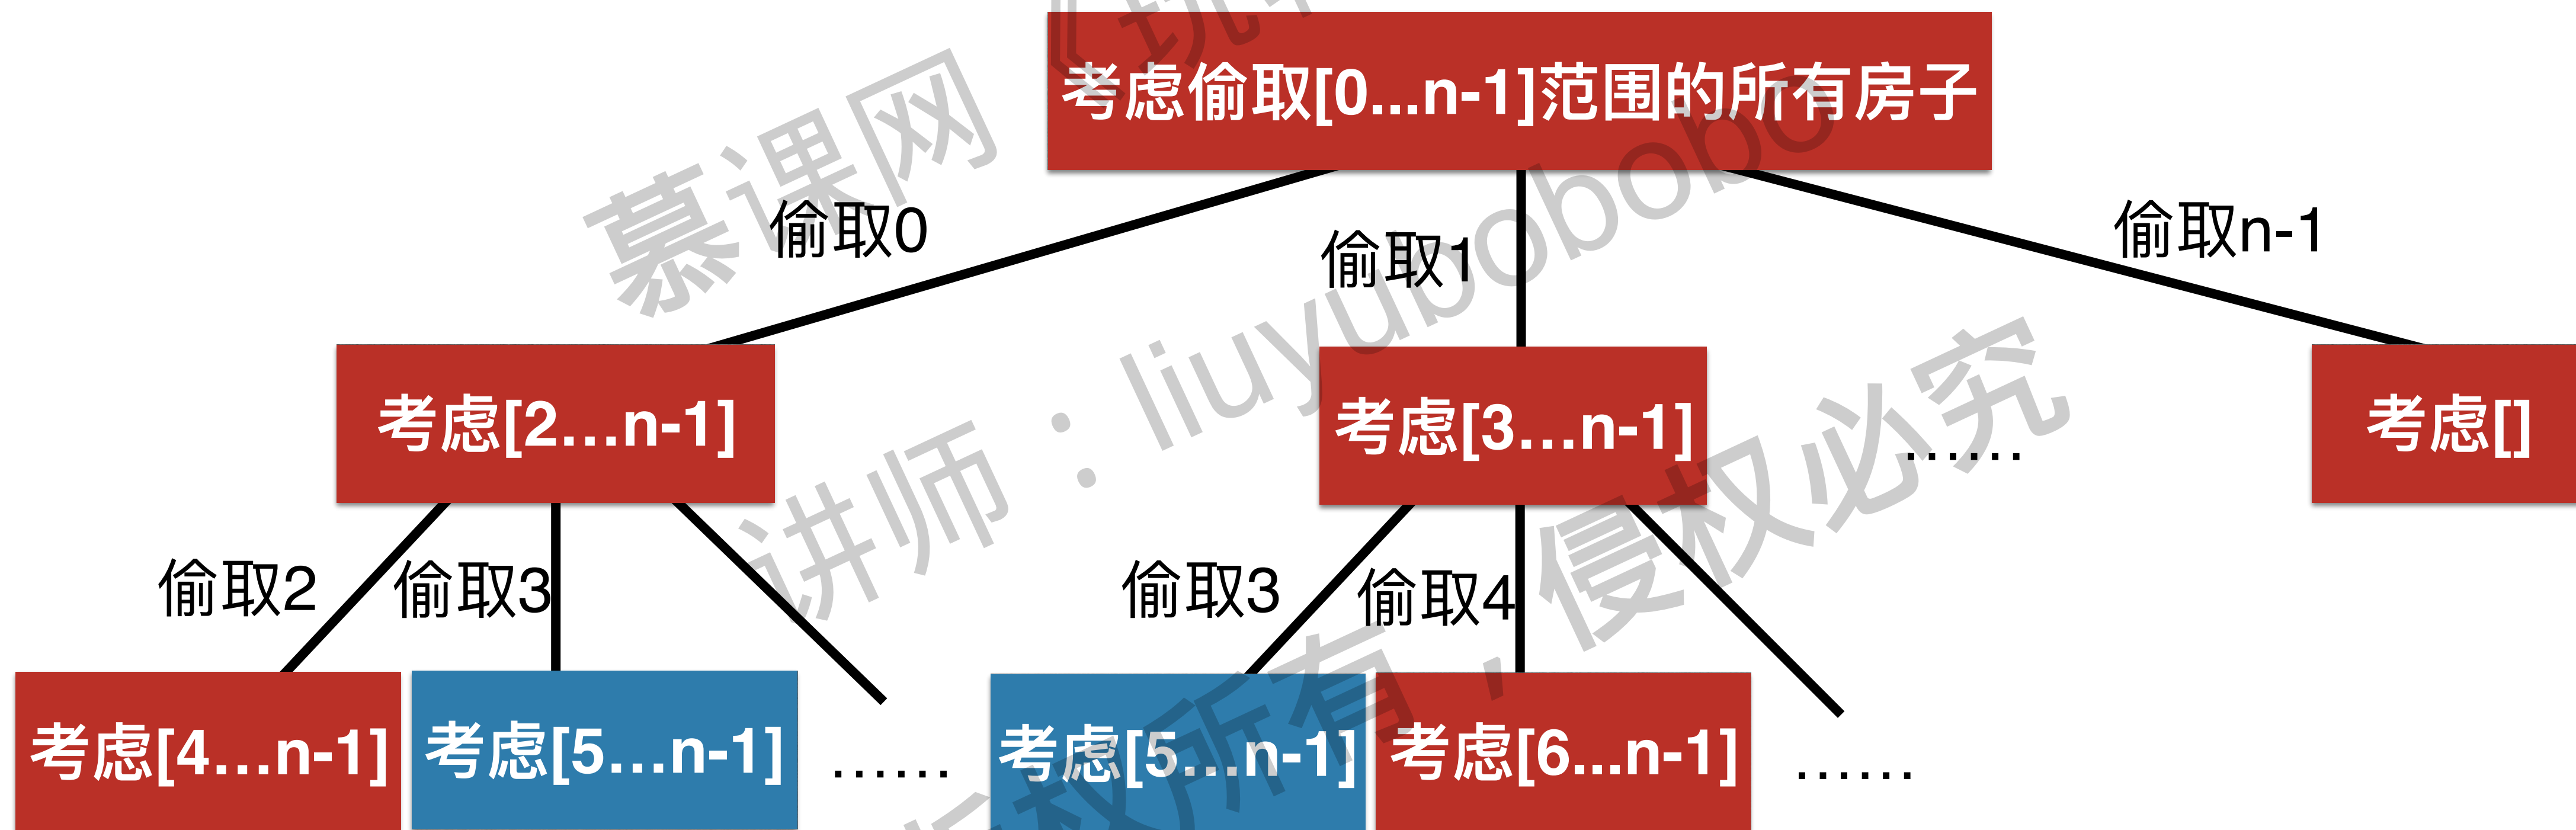 考虑偷取[0...n-1]范围的所有房子
偷取0
偷取1
偷取n-1
考虑[2...n-1]
考虑[3...n-1]
......
考虑[]
偷取2
偷取3
偷取3
偷取4
考虑[4...n-1]
考虑[5...n-1]
......
考虑[5...n-1]
考虑[6...n-1]
......
慕课网《玩
讲师：liuyubobobo
所有，侵权必究